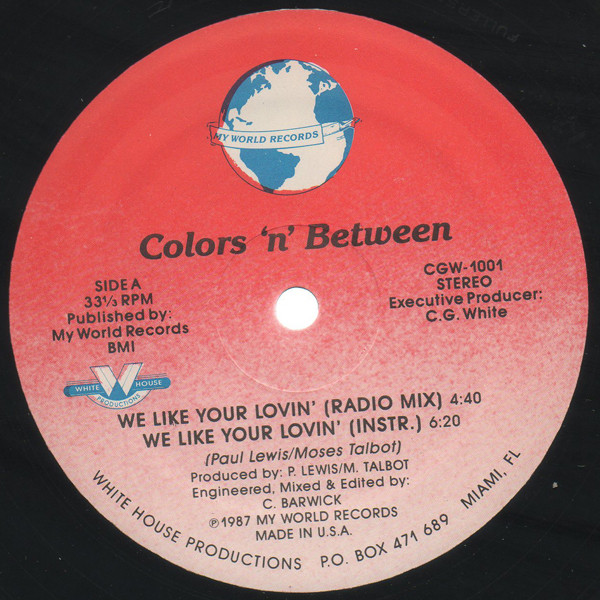 MY WORLD RECORDS
Colors 'n' Between
SIDE A
33⅓ RPM
Published by:
My World Records
BMI
CGW-1001
STEREO
Executive Producer:
C.G. White
WHITE W HOUSE
PRODUCTIONS
WE LIKE YOUR LOVIN' (RADIO MIX) 4:40
WE LIKE YOUR LOVIN' (INSTR.) 6:20
(Paul Lewis/Moses Talbot)
Produced by: P. LEWIS/M. TALBOT
Engineered, Mixed & Edited by:
C. BARWICK
℗1987 MY WORLD RECORDS
MADE IN U.S.A.
WHITE HOUSE PRODUCTIONS P.O. BOX 471 689 MIAMI, FL